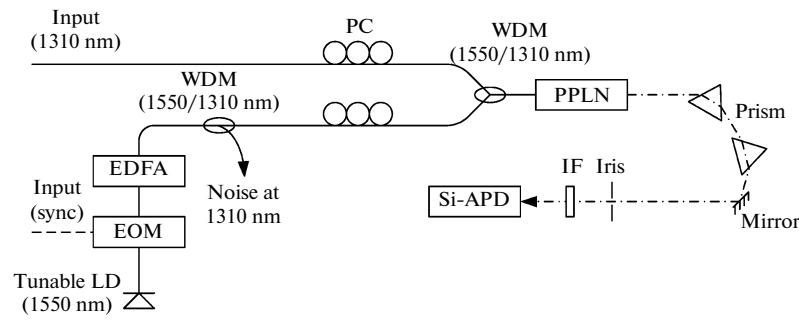 Input
(1310 nm)
PC
WDM
(1550/1310 nm)
WDM
(1550/1310 nm)
PPLN
Prism
EDFA
Noise at
1310 nm
Input
(sync)
EOM
Si-APD
IF
Iris
Mirror
Tunable LD
(1550 nm)